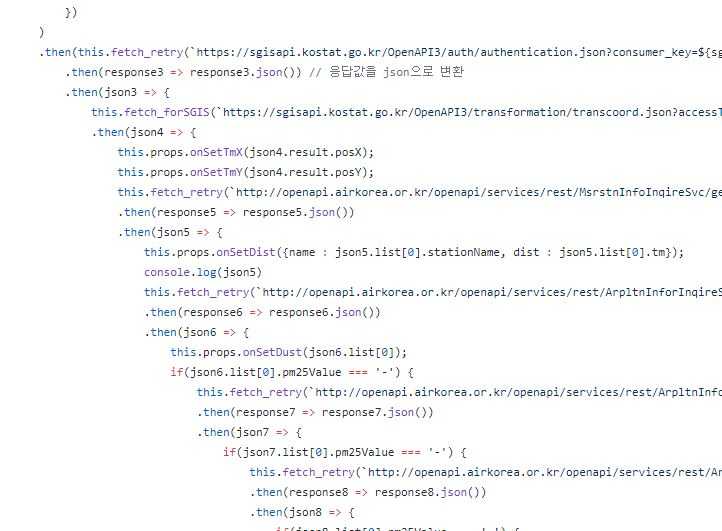 })
)
.then(this.fetch_retry(`https://sgisapi.kostat.go.kr/OpenAPI3/auth/authentication.json?consumer_key=${sg
.then(response3 => response3.json()) // 응답값을 json으로 변환
.then(json3 => {
this.fetch_forSGIS(`https://sgisapi.kostat.go.kr/OpenAPI3/transformation/transcoord.json?accessT
.then(json4 => {
this.props.onSetTmX(json4.result.posX);
this.props.onSetTmY(json4.result.posY);
this.fetch_retry(`http://openapi.airkorea.or.kr/openapi/services/rest/MsrstnInfoInqireSvc/ge
.then(response5 => response5.json())
.then(json5 => {
this.props.onSetDist({name : json5.list[0].stationName, dist : json5.list[0].tm});
console.log(json5)
this.fetch_retry(`http://openapi.airkorea.or.kr/openapi/services/rest/ArpltnInforInqireS
.then(response6 => response6.json())
.then(json6 => {
this.props.onSetDust(json6.list[0]);
if(json6.list[0].pm25Value === '-') {
this.fetch_retry(`http://openapi.airkorea.or.kr/openapi/services/rest/ArpltnInfo
.then(response7 => response7.json())
.then(json7 => {
if(json7.list[0].pm25Value === '-') {
this.fetch_retry(`http://openapi.airkorea.or.kr/openapi/services/rest/Ar
.then(response8 => response8.json())
.then(json8 => {